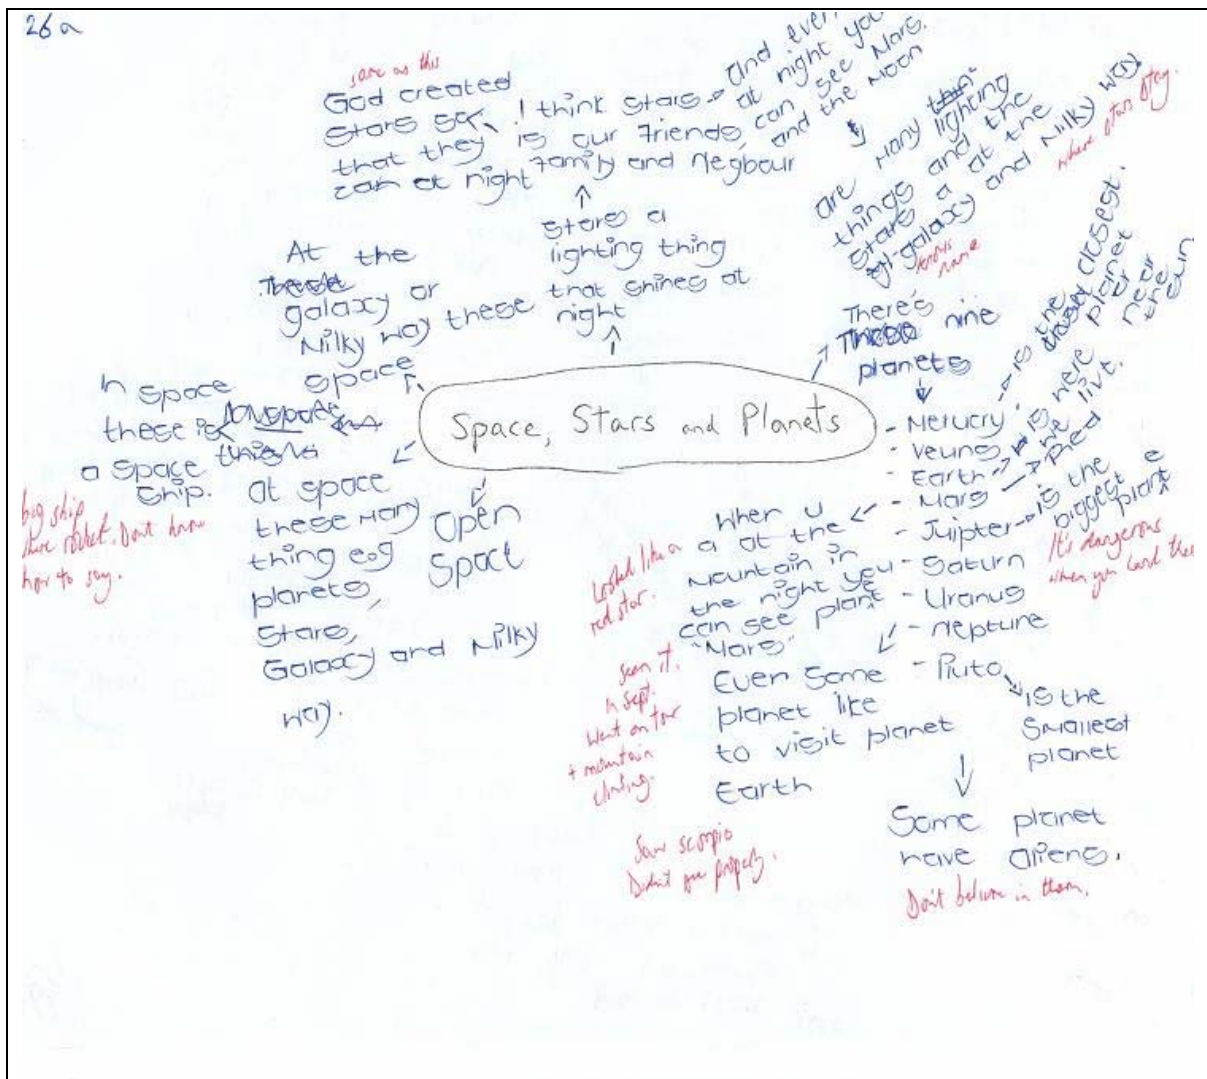 26a
same as this
God created
stars so
that they
can at night
I think stars
is our friends
family and negbour
and even
at night you
can see Mars.
and the Moon
are many lighting
things and the
stars a at the
galaxy and Milky way
where stars stay.
knows
name
stars a
lighting thing
that shines at
night
At the
galaxy or
Milky way these
space
There's
nine
planets
Space, Stars and Planets
In space
these is
a space
ship.
things
big ship
rocket. Don't know
how to say.
at space
these many
thing e.g
planets,
stars,
Galaxy and Milky
way.
Open
Space
- Merucry
- Veuns
- Earth
- Mars
- Juipter
- Saturn
- Uranus
- Nepture
- Pluto
is the closest
planet
near
the sun
is were
we live.
Red
is the
biggest plant e
It's dangerous
when you land there
When u
a at the
mountain in
the night you
can see plant e
"Mars"
Looked like a
red star.
seen it.
in Sept.
Went on tour
+ mountain
climbing.
Even some
planet like
to visit planet
Earth
Saw scorpio
Didn't see properly.
is the
smallest
planet
Some planet
have aliens.
Don't believe in them.